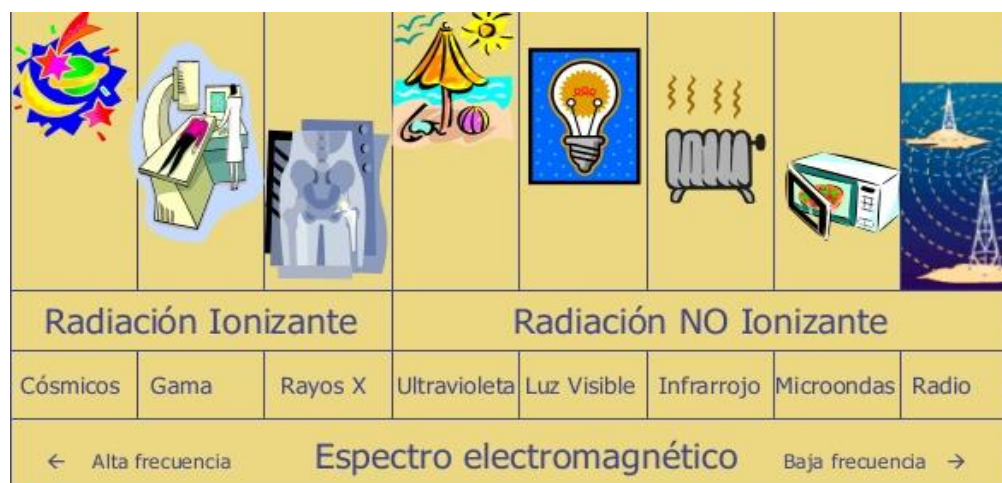 Radiación Ionizante Radiación NO Ionizante
Cósmicos Gama Rayos X Ultravioleta Luz Visible Infrarrojo Microondas Radio
← Alta frecuencia Espectro electromagnético Baja frecuencia →